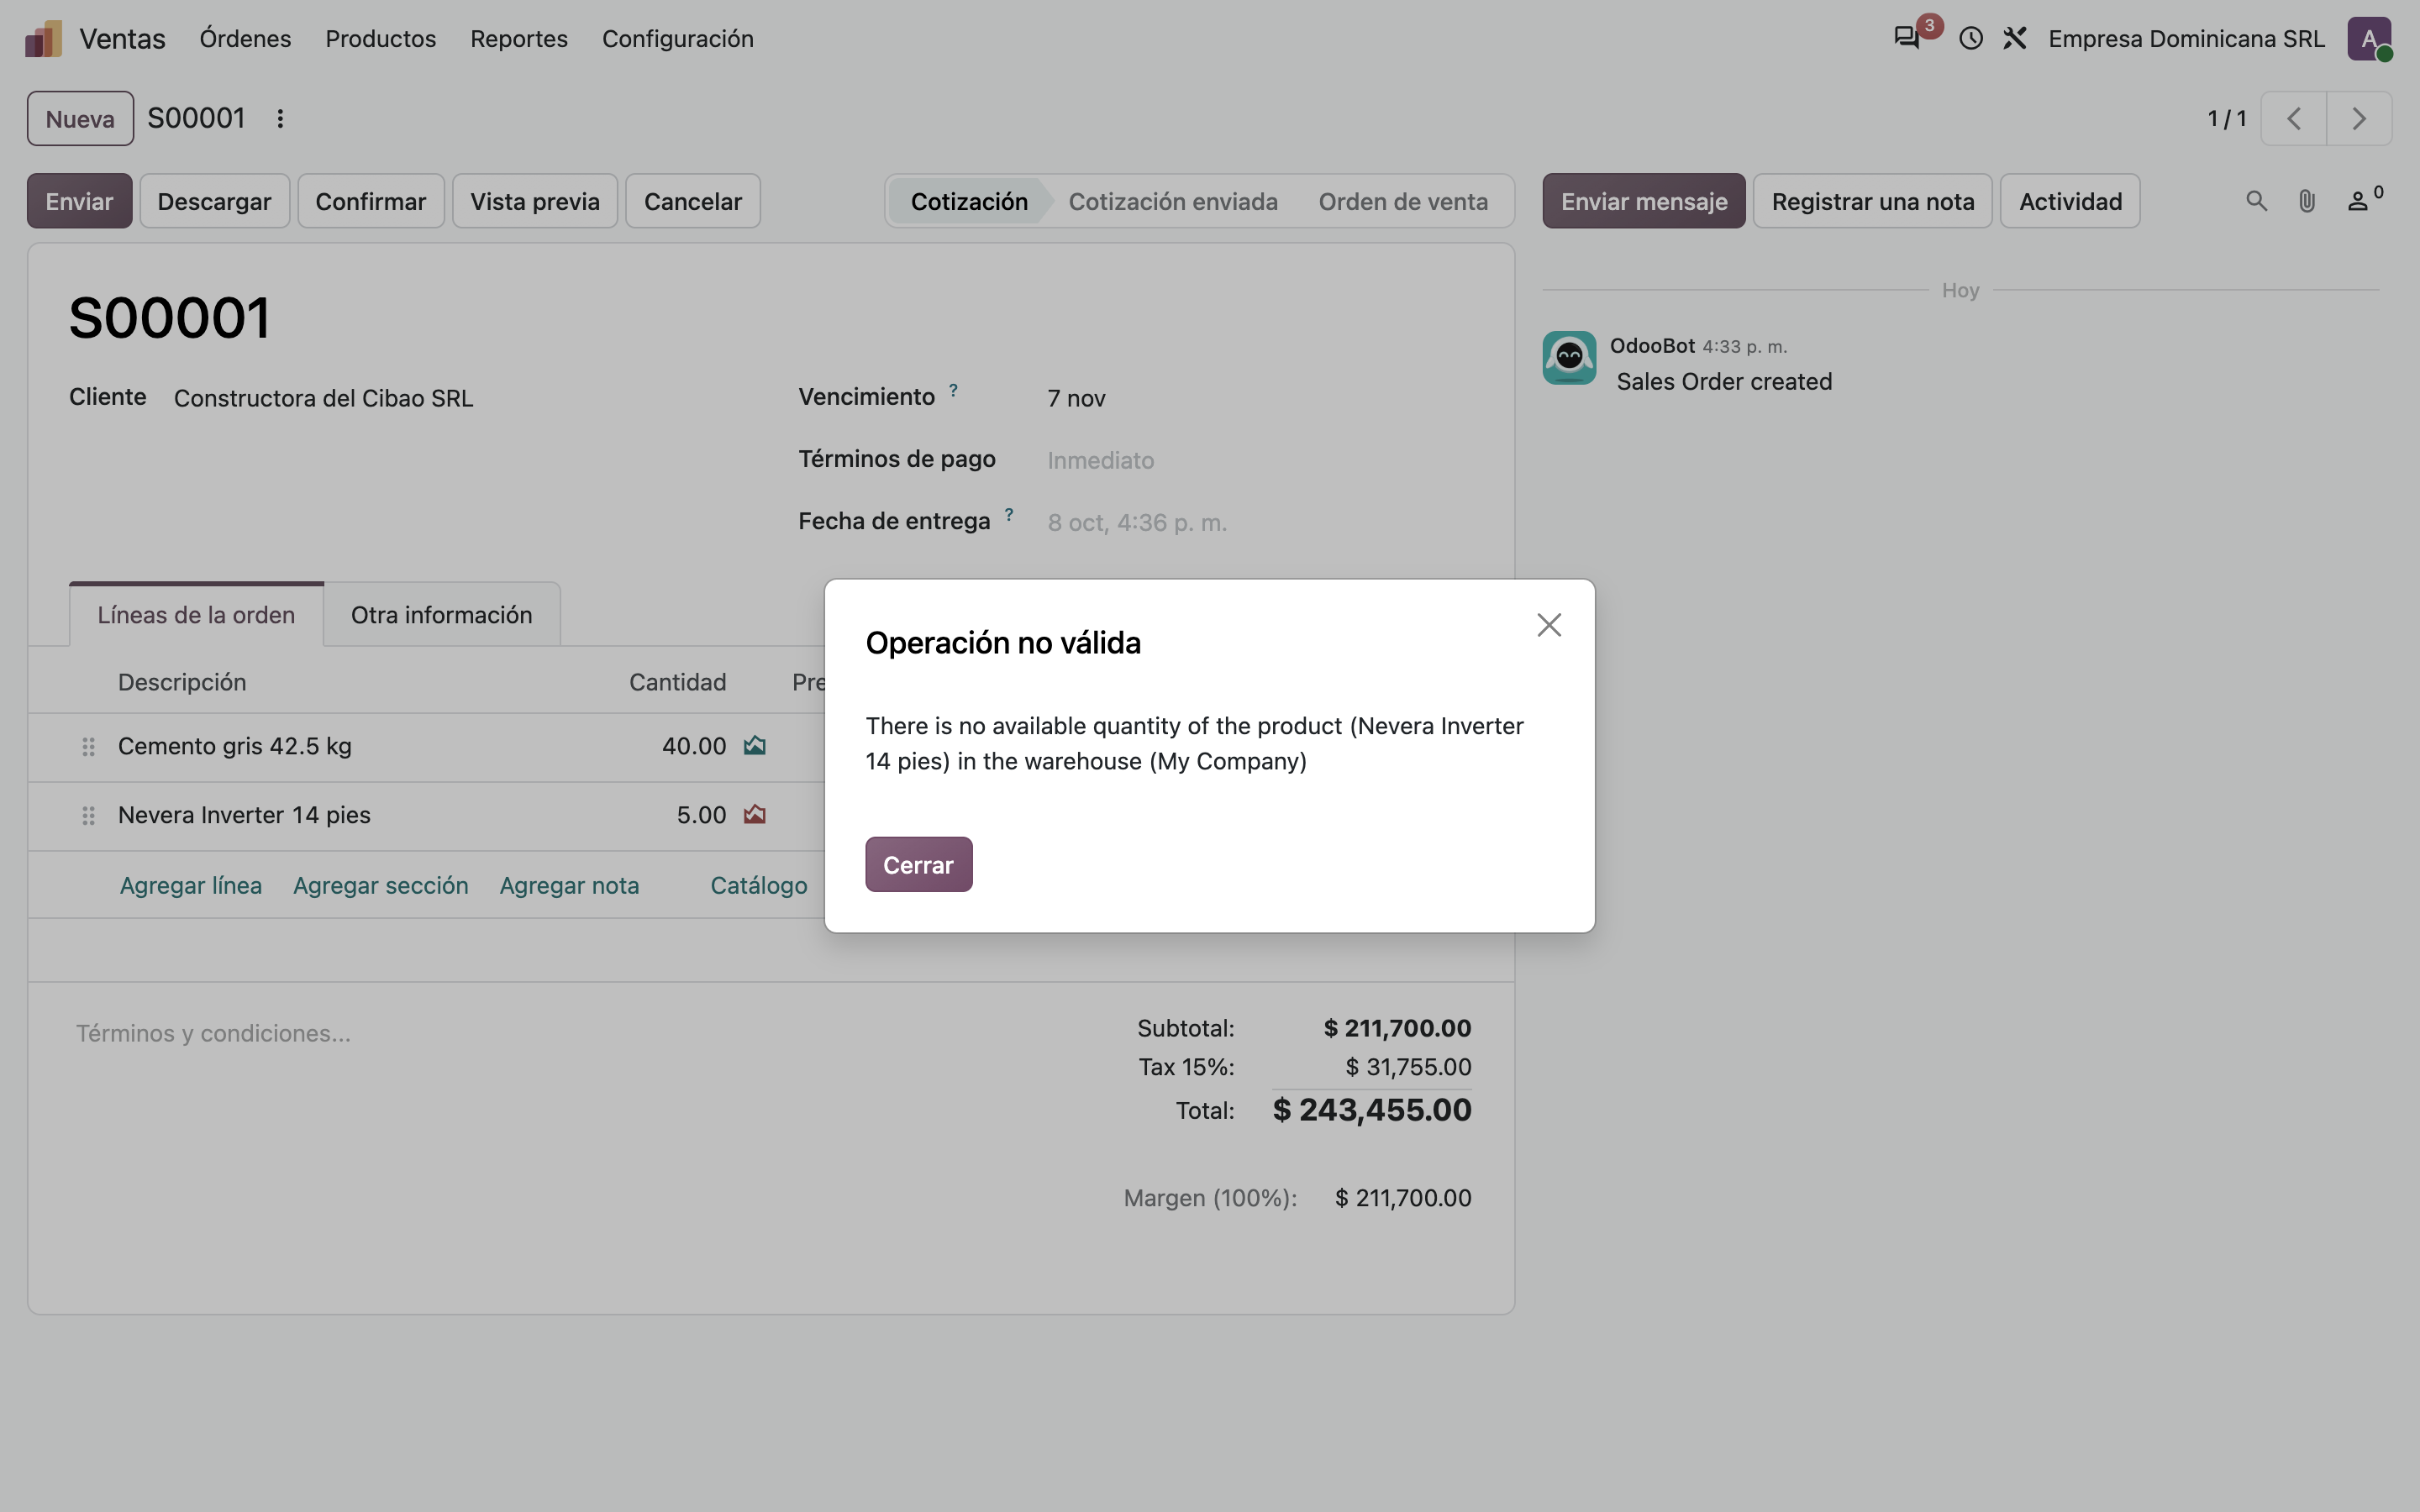 Ventas Órdenes Productos Reportes Configuración 3 Empresa Dominicana SRL A
Nueva S00001 1 / 1
Enviar Descargar Confirmar Vista previa Cancelar Cotización Cotización enviada Orden de venta Enviar mensaje Registrar una nota Actividad 0
S00001
Hoy
OdooBot 4:33 p. m.
Sales Order created
Cliente Constructora del Cibao SRL Vencimiento ? 7 nov
Términos de pago Inmediato
Fecha de entrega ? 8 oct, 4:36 p. m.
Líneas de la orden Otra información
Descripción Cantidad Pre
Cemento gris 42.5 kg 40.00
Nevera Inverter 14 pies 5.00
Agregar línea Agregar sección Agregar nota Catálogo
Operación no válida
There is no available quantity of the product (Nevera Inverter
14 pies) in the warehouse (My Company)
Cerrar
Términos y condiciones...
Subtotal: $ 211,700.00
Tax 15%: $ 31,755.00
Total: $ 243,455.00
Margen (100%): $ 211,700.00